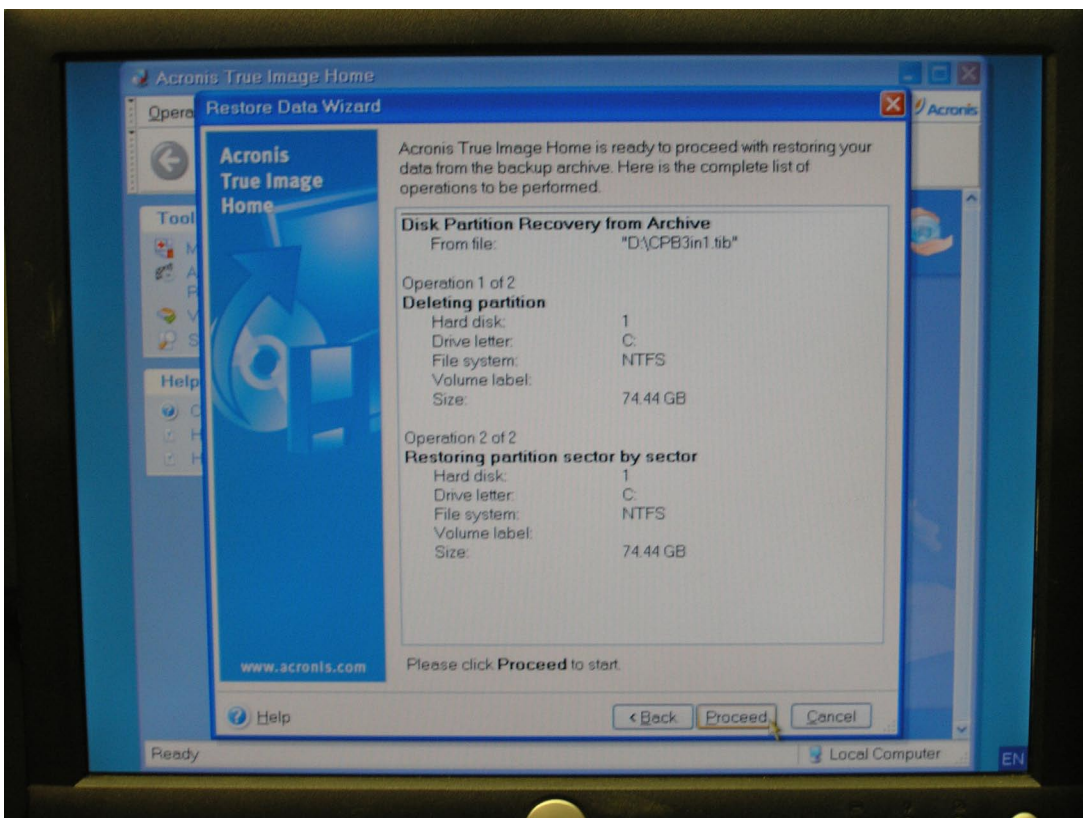 Acronis True Image Home
Opera
Acronis
Restore Data Wizard
Acronis
True Image
Home
Acronis True Image Home is ready to proceed with restoring your
data from the backup archive. Here is the complete list of
operations to be performed.
Disk Partition Recovery from Archive
From file: "D:\CPB3in1.tib"
Operation 1 of 2
Deleting partition
Hard disk: 1
Drive letter: C:
File system: NTFS
Volume label:
Size: 74.44 GB
Operation 2 of 2
Restoring partition sector by sector
Hard disk: 1
Drive letter: C:
File system: NTFS
Volume label:
Size: 74.44 GB
Please click Proceed to start.
www.acronis.com
Help
< Back Proceed Cancel
Tool
M
A
R
V
S
Help
C
H
H
Ready
Local Computer
EN